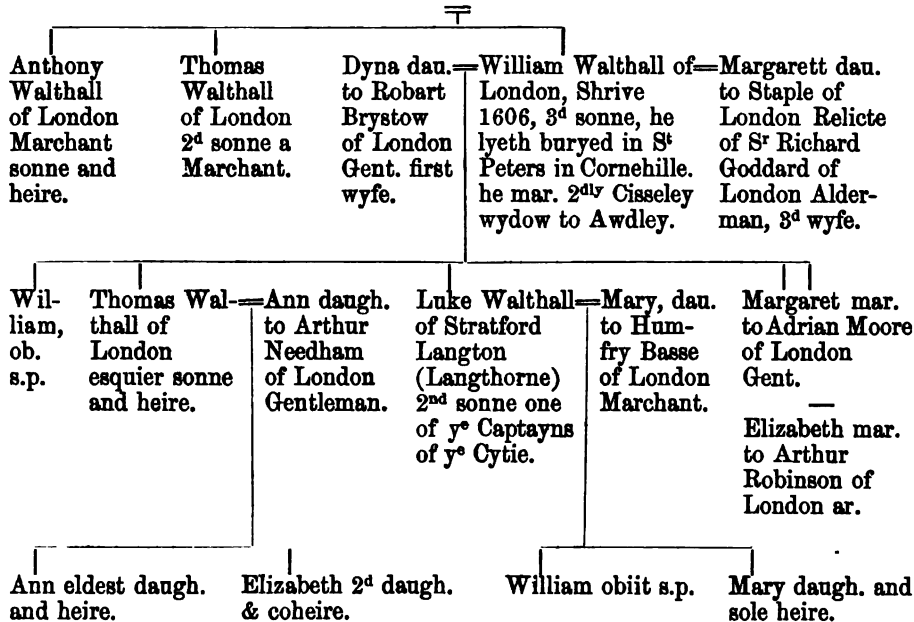 Anthony
Walthall
of London
Marchant
sonne and
heire.
Thomas
Walthall
of London
2d sonne a
Marchant.
Dyna dau.
to Robart
Brystow
of London
Gent. first
wyfe.
William Walthall of
London, Shrive
1606, 3d sonne, he
lyeth buryed in St
Peters in Cornehille.
he mar. 2dly Cisseley
wydow to Awdley.
Margarett dau.
to Staple of
London Relicte
of Sr Richard
Goddard of
London Alder-
man, 3d wyfe.
Wil-
liam,
ob.
s.p.
Thomas Wal-
thall of
London
esquier sonne
and heire.
Ann daugh.
to Arthur
Needham
of London
Gentleman.
Luke Walthall
of Stratford
Langton
(Langthorne)
2nd sonne one
of ye Captayns
of ye Cytie.
Mary, dau.
to Hum-
fry Basse
of London
Marchant.
Margaret mar.
to Adrian Moore
of London
Gent.
—
Elizabeth mar.
to Arthur
Robinson of
London ar.
Ann eldest daugh.
and heire.
Elizabeth 2d daugh.
& coheire.
William obiit s.p.
Mary daugh. and
sole heire.